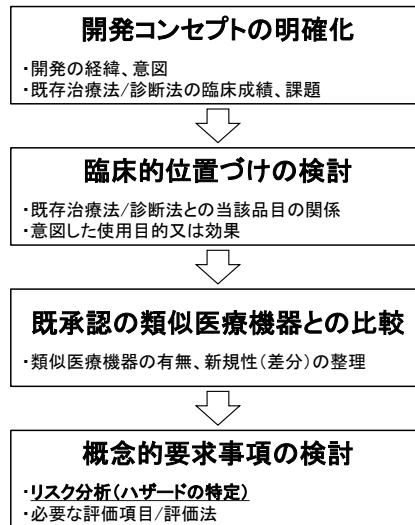 開発コンセプトの明確化
・開発の経緯、意図
・既存治療法/診断法の臨床成績、課題
臨床的位置づけの検討
・既存治療法/診断法との当該品目の関係
・意図した使用目的又は効果
既承認の類似医療機器との比較
・類似医療機器の有無、新規性(差分)の整理
概念的要求事項の検討
・リスク分析(ハザードの特定)
・必要な評価項目/評価法